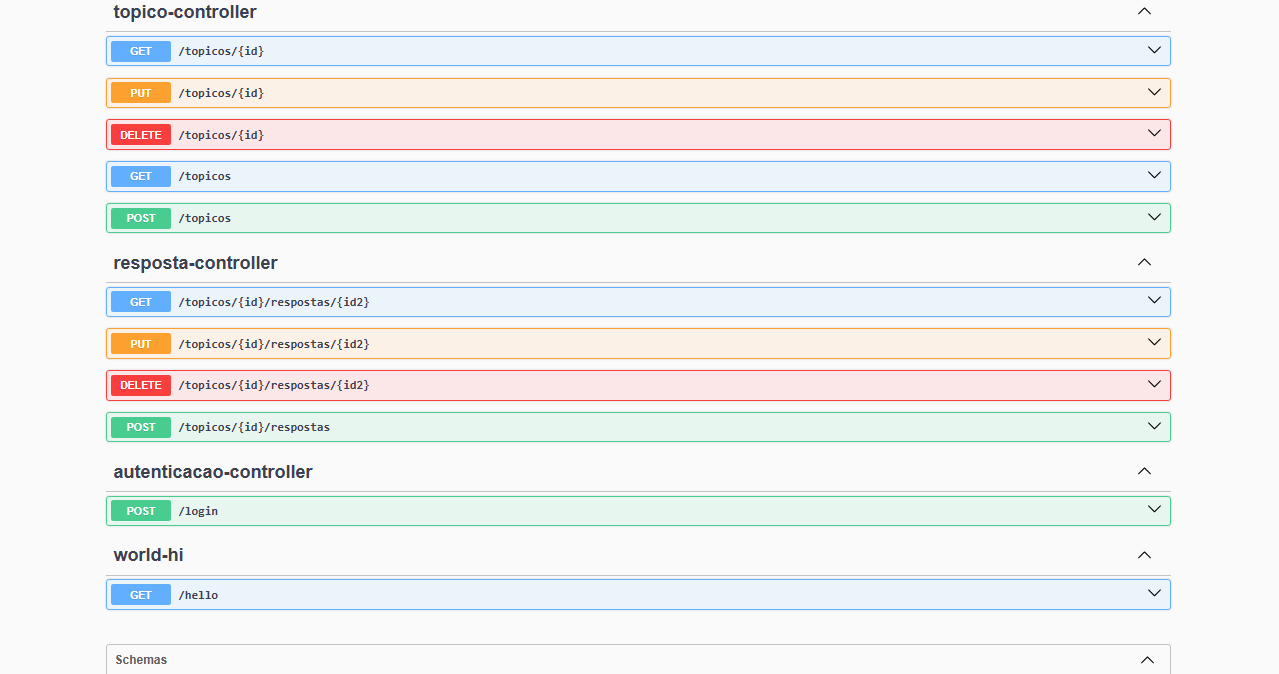 topico-controller
GET /topicos/{id}
PUT /topicos/{id}
DELETE /topicos/{id}
GET /topicos
POST /topicos
resposta-controller
GET /topicos/{id}/respostas/{id2}
PUT /topicos/{id}/respostas/{id2}
DELETE /topicos/{id}/respostas/{id2}
POST /topicos/{id}/respostas
autenticacao-controller
POST /login
world-hi
GET /hello
Schemas